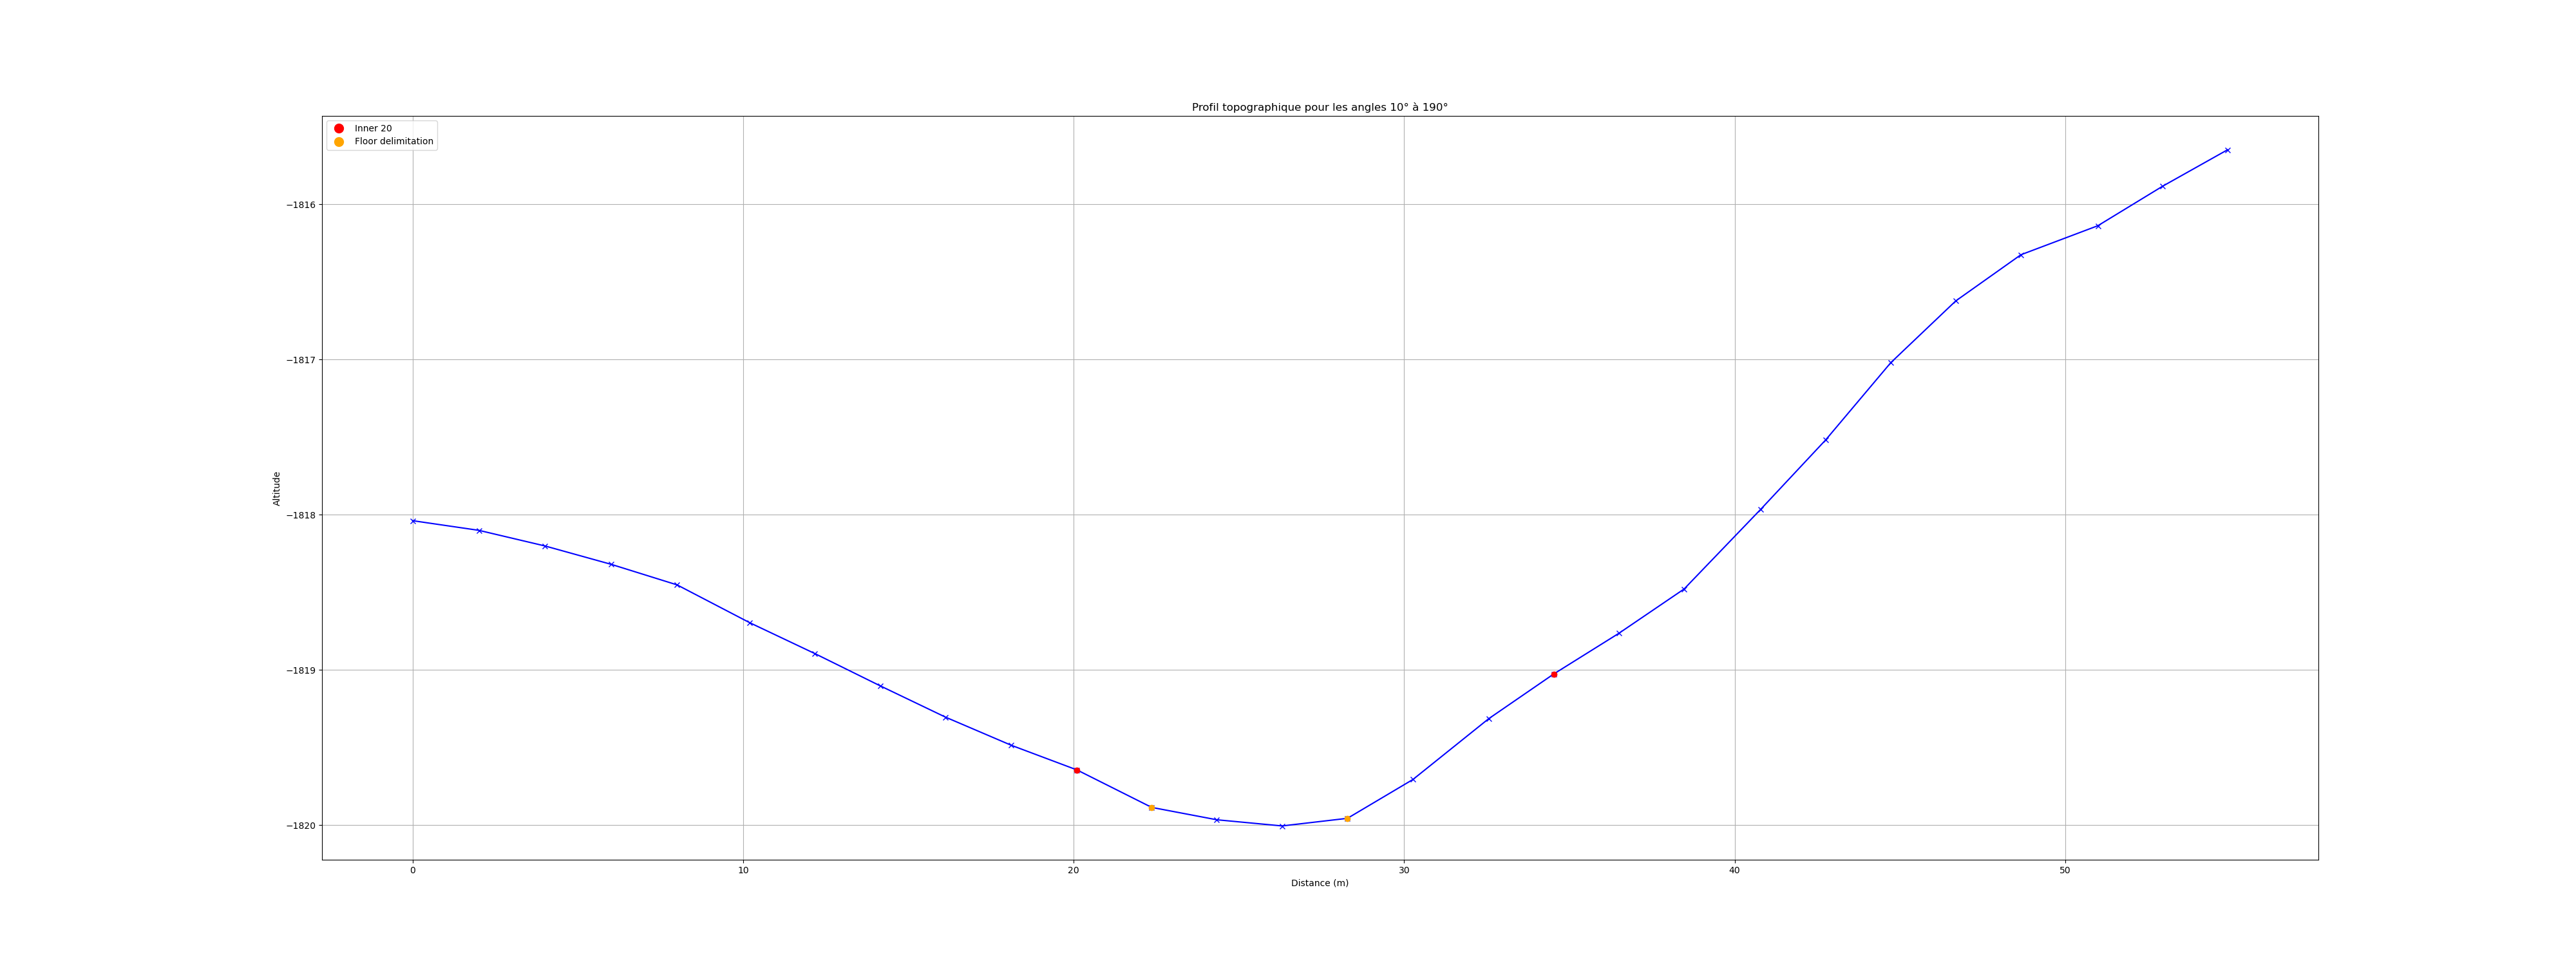 Profil topographique pour les angles 10° à 190°
Inner 20
Floor delimitation
−1816
−1817
−1818
−1819
−1820
Altitude
0 10 20 30 40 50
Distance (m)